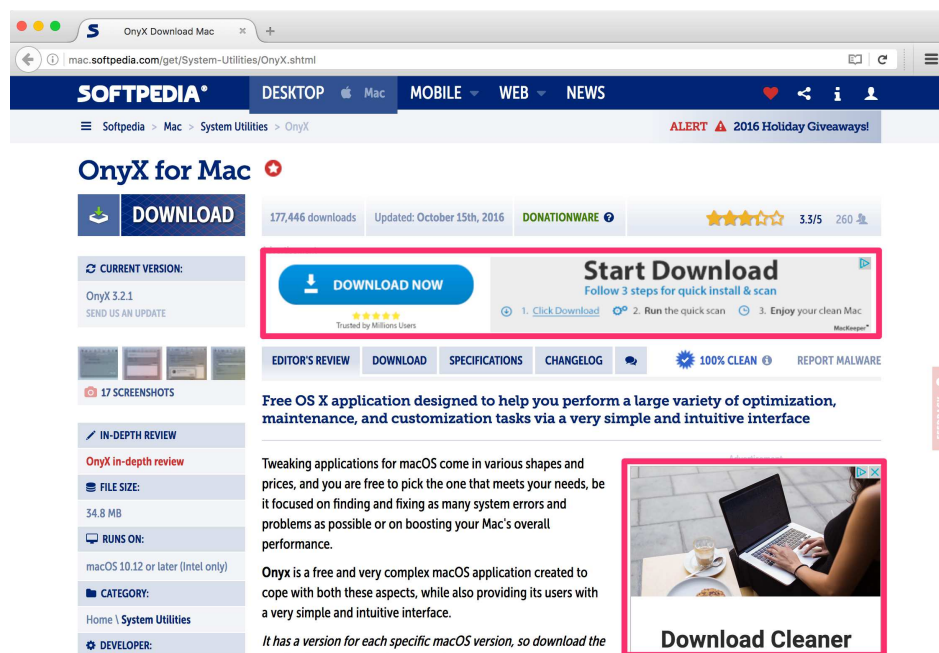 OnyX Download Mac
mac.softpedia.com/get/System-Utilities/OnyX.shtml
SOFTPEDIA®
DESKTOP Mac MOBILE WEB NEWS
Softpedia > Mac > System Utilities > OnyX
ALERT 2016 Holiday Giveaways!
OnyX for Mac
DOWNLOAD
177,446 downloads Updated: October 15th, 2016 DONATIONWARE 3.3/5 260
CURRENT VERSION:
OnyX 3.2.1
SEND US AN UPDATE
17 SCREENSHOTS
IN-DEPTH REVIEW
OnyX in-depth review
FILE SIZE:
34.8 MB
RUNS ON:
macOS 10.12 or later (Intel only)
CATEGORY:
Home \ System Utilities
DEVELOPER:
DOWNLOAD NOW
Trusted by Millions Users
Start Download
Follow 3 steps for quick install & scan
1. Click Download 2. Run the quick scan 3. Enjoy your clean Mac
MacKeeper
EDITOR'S REVIEW DOWNLOAD SPECIFICATIONS CHANGELOG 100% CLEAN REPORT MALWARE
Free OS X application designed to help you perform a large variety of optimization,
maintenance, and customization tasks via a very simple and intuitive interface
Tweaking applications for macOS come in various shapes and
prices, and you are free to pick the one that meets your needs, be
it focused on finding and fixing as many system errors and
problems as possible or on boosting your Mac's overall
performance.
Onyx is a free and very complex macOS application created to
cope with both these aspects, while also providing its users with
a very simple and intuitive interface.
It has a version for each specific macOS version, so download the
Download Cleaner